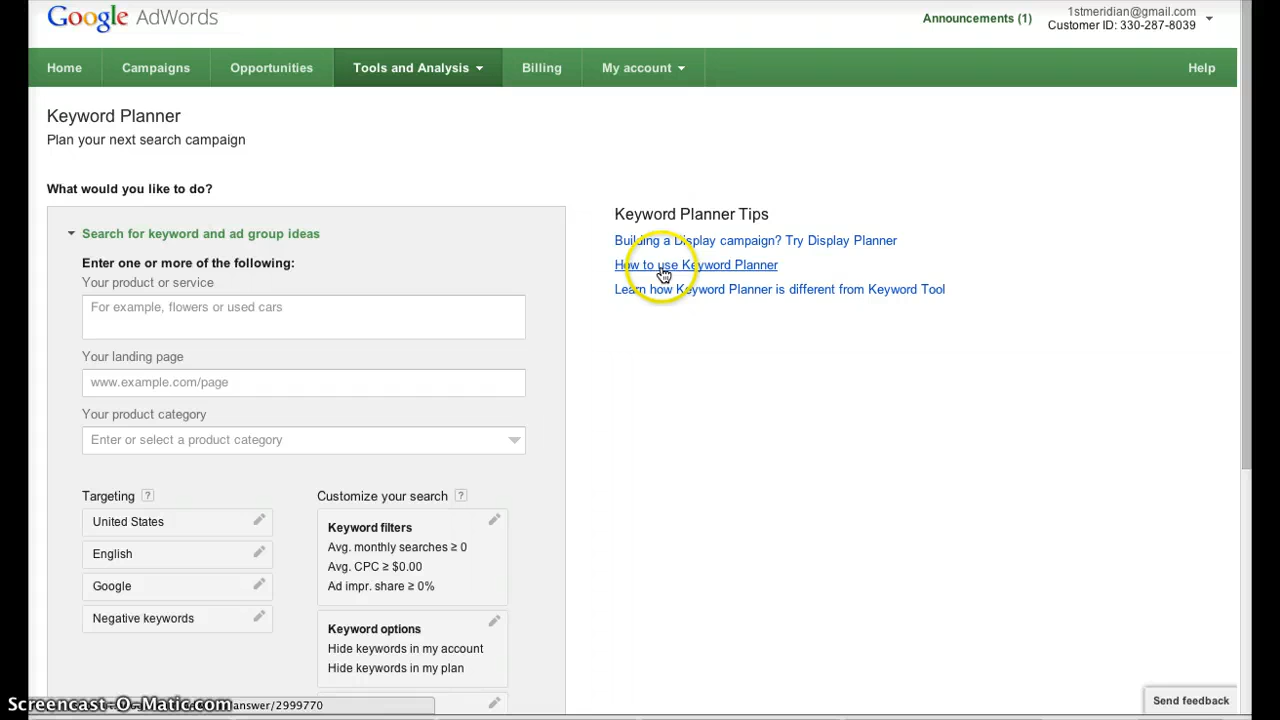 Google AdWords
Announcements (1)
1stmeridian@gmail.com
Customer ID: 330-287-8039
Home
Campaigns
Opportunities
Tools and Analysis
Billing
My account
Help
Keyword Planner
Plan your next search campaign
What would you like to do?
Search for keyword and ad group ideas
Enter one or more of the following:
Your product or service
For example, flowers or used cars
Your landing page
www.example.com/page
Your product category
Enter or select a product category
Targeting ?
United States
English
Google
Negative keywords
Customize your search ?
Keyword filters
Avg. monthly searches ≥ 0
Avg. CPC ≥ $0.00
Ad impr. share ≥ 0%
Keyword options
Hide keywords in my account
Hide keywords in my plan
Keyword Planner Tips
Building a Display campaign? Try Display Planner
How to use Keyword Planner
Learn how Keyword Planner is different from Keyword Tool
Send feedback
Screencast-O-Matic.com
answer/2999770